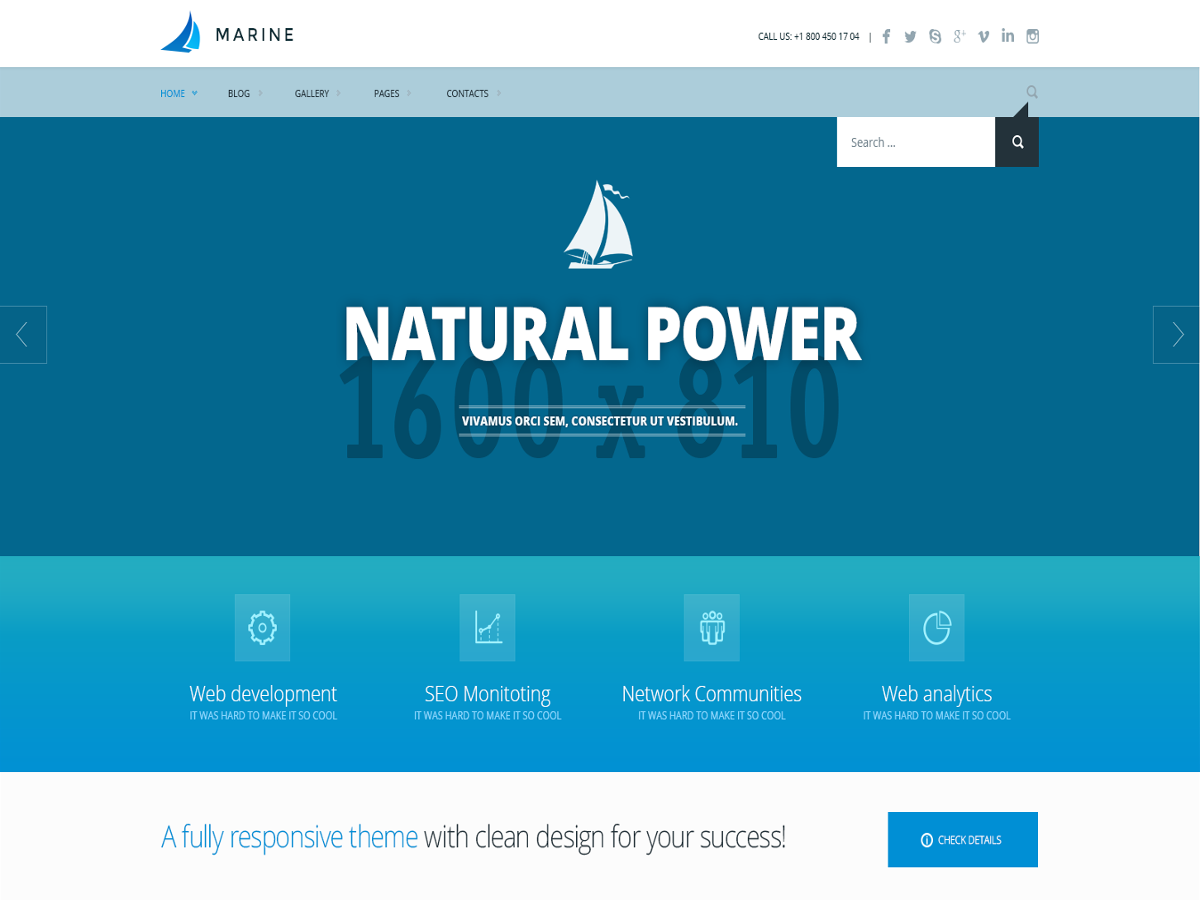 MARINE
CALL US: +1 800 450 17 04 |
HOME
BLOG
GALLERY
PAGES
CONTACTS
Search ...
NATURAL POWER
1600 x 810
VIVAMUS ORCI SEM, CONSECTETUR UT VESTIBULUM.
Web development
IT WAS HARD TO MAKE IT SO COOL
SEO Monitoting
IT WAS HARD TO MAKE IT SO COOL
Network Communities
IT WAS HARD TO MAKE IT SO COOL
Web analytics
IT WAS HARD TO MAKE IT SO COOL
A fully responsive theme with clean design for your success!
CHECK DETAILS